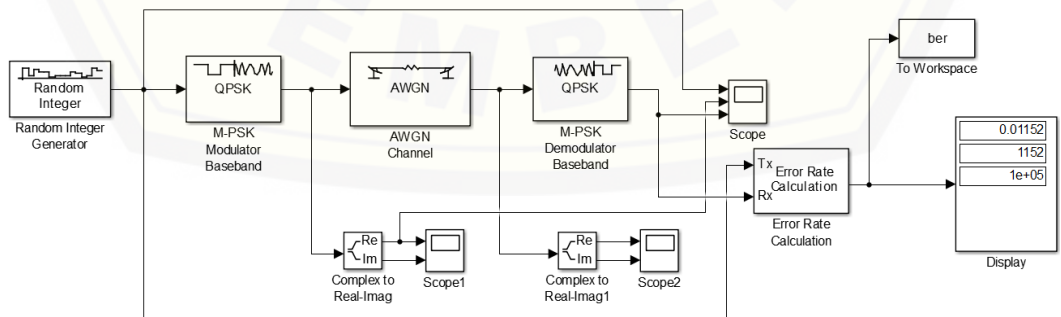 EMBE
ber
To Workspace
Random
Integer
Random Integer
Generator
QPSK
M-PSK
Modulator
Baseband
AWGN
AWGN
Channel
QPSK
M-PSK
Demodulator
Baseband
Scope
Tx
Rx
Error Rate
Calculation
Error Rate
Calculation
0.01152
1152
1e+05
Display
Re
Im
Complex to
Real-Imag
Scope1
Re
Im
Complex to
Real-Imag1
Scope2